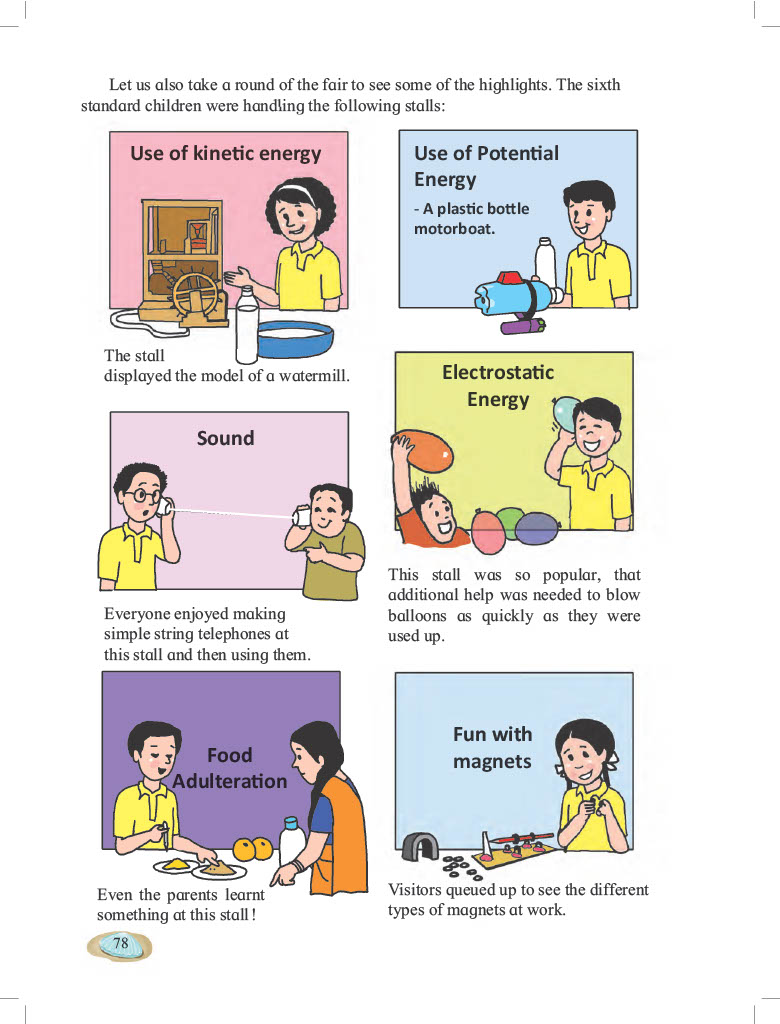 Let us also take a round of the fair to see some of the highlights. The sixth
standard children were handling the following stalls:
Use of kinetic energy
The stall
displayed the model of a watermill.
Use of Potential
Energy
- A plastic bottle
motorboat.
Sound
Everyone enjoyed making
simple string telephones at
this stall and then using them.
Electrostatic
Energy
This stall was so popular, that
additional help was needed to blow
balloons as quickly as they were
used up.
Food
Adulteration
Even the parents learnt
something at this stall !
Fun with
magnets
Visitors queued up to see the different
types of magnets at work.
78